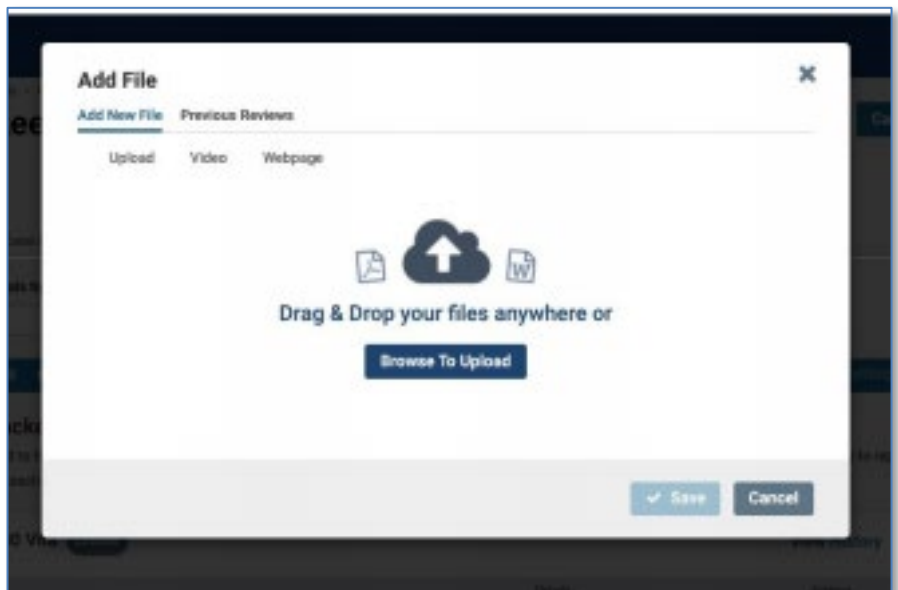 Add File
Add New File Previous Reviews
Upload Video Webpage
Drag & Drop your files anywhere or
Browse To Upload
Save Cancel